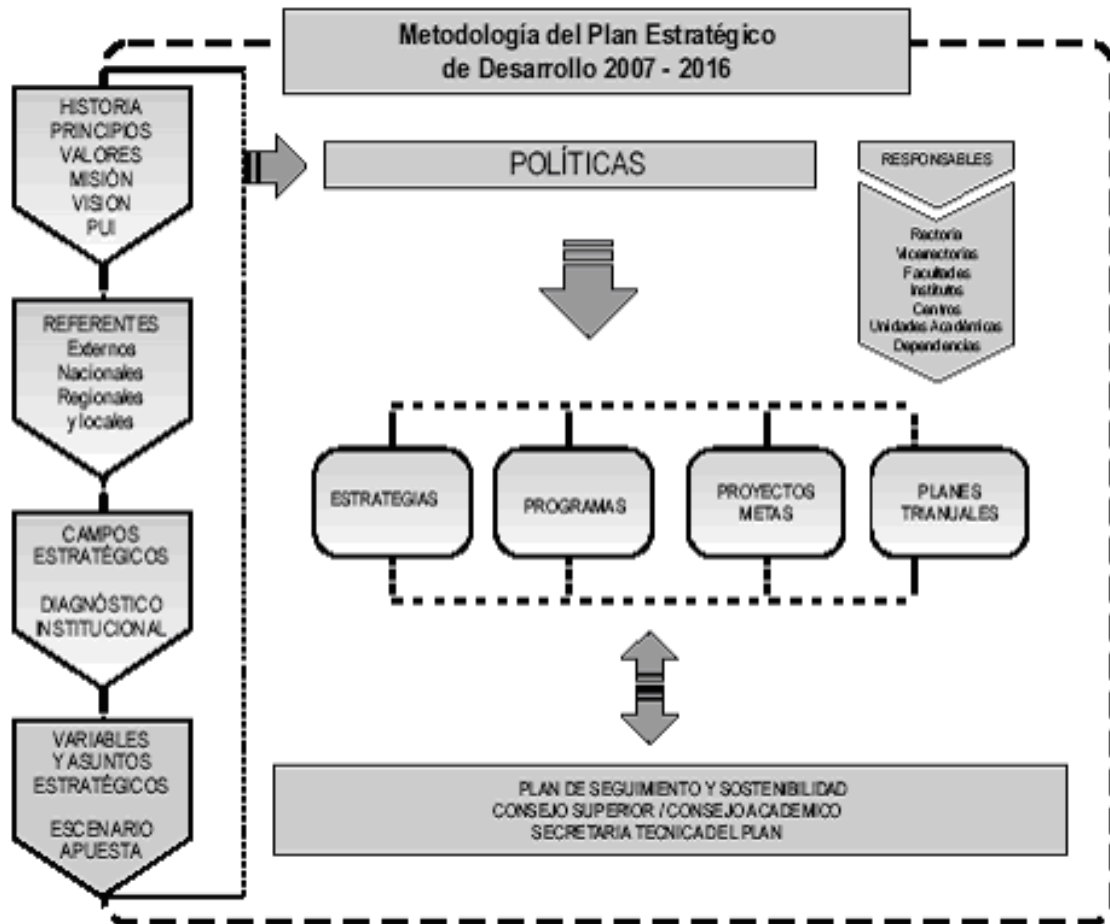 Metodología del Plan Estratégico
de Desarrollo 2007 - 2016
HISTORIA
PRINCIPIOS
VALORES
MISIÓN
VISION
PUI
REFERENTES
Externos
Nacionales
Regionales
y locales
CAMPOS
ESTRATÉGICOS
DIAGNÓSTICO
INSTITUCIONAL
VARIABLES
Y ASUNTOS
ESTRATÉGICOS
ESCENARIO
APUESTA
POLÍTICAS
RESPONSABLES
Rectoría
Vicerrectorías
Facultades
Institutos
Centros
Unidades Académicas
Dependencias
ESTRATEGIAS
PROGRAMAS
PROYECTOS
METAS
PLANES
TRIANUALES
PLAN DE SEGUIMIENTO Y SOSTENIBILIDAD
CONSEJO SUPERIOR / CONSEJO ACADEMICO
SECRETARIA TECNICA DEL PLAN